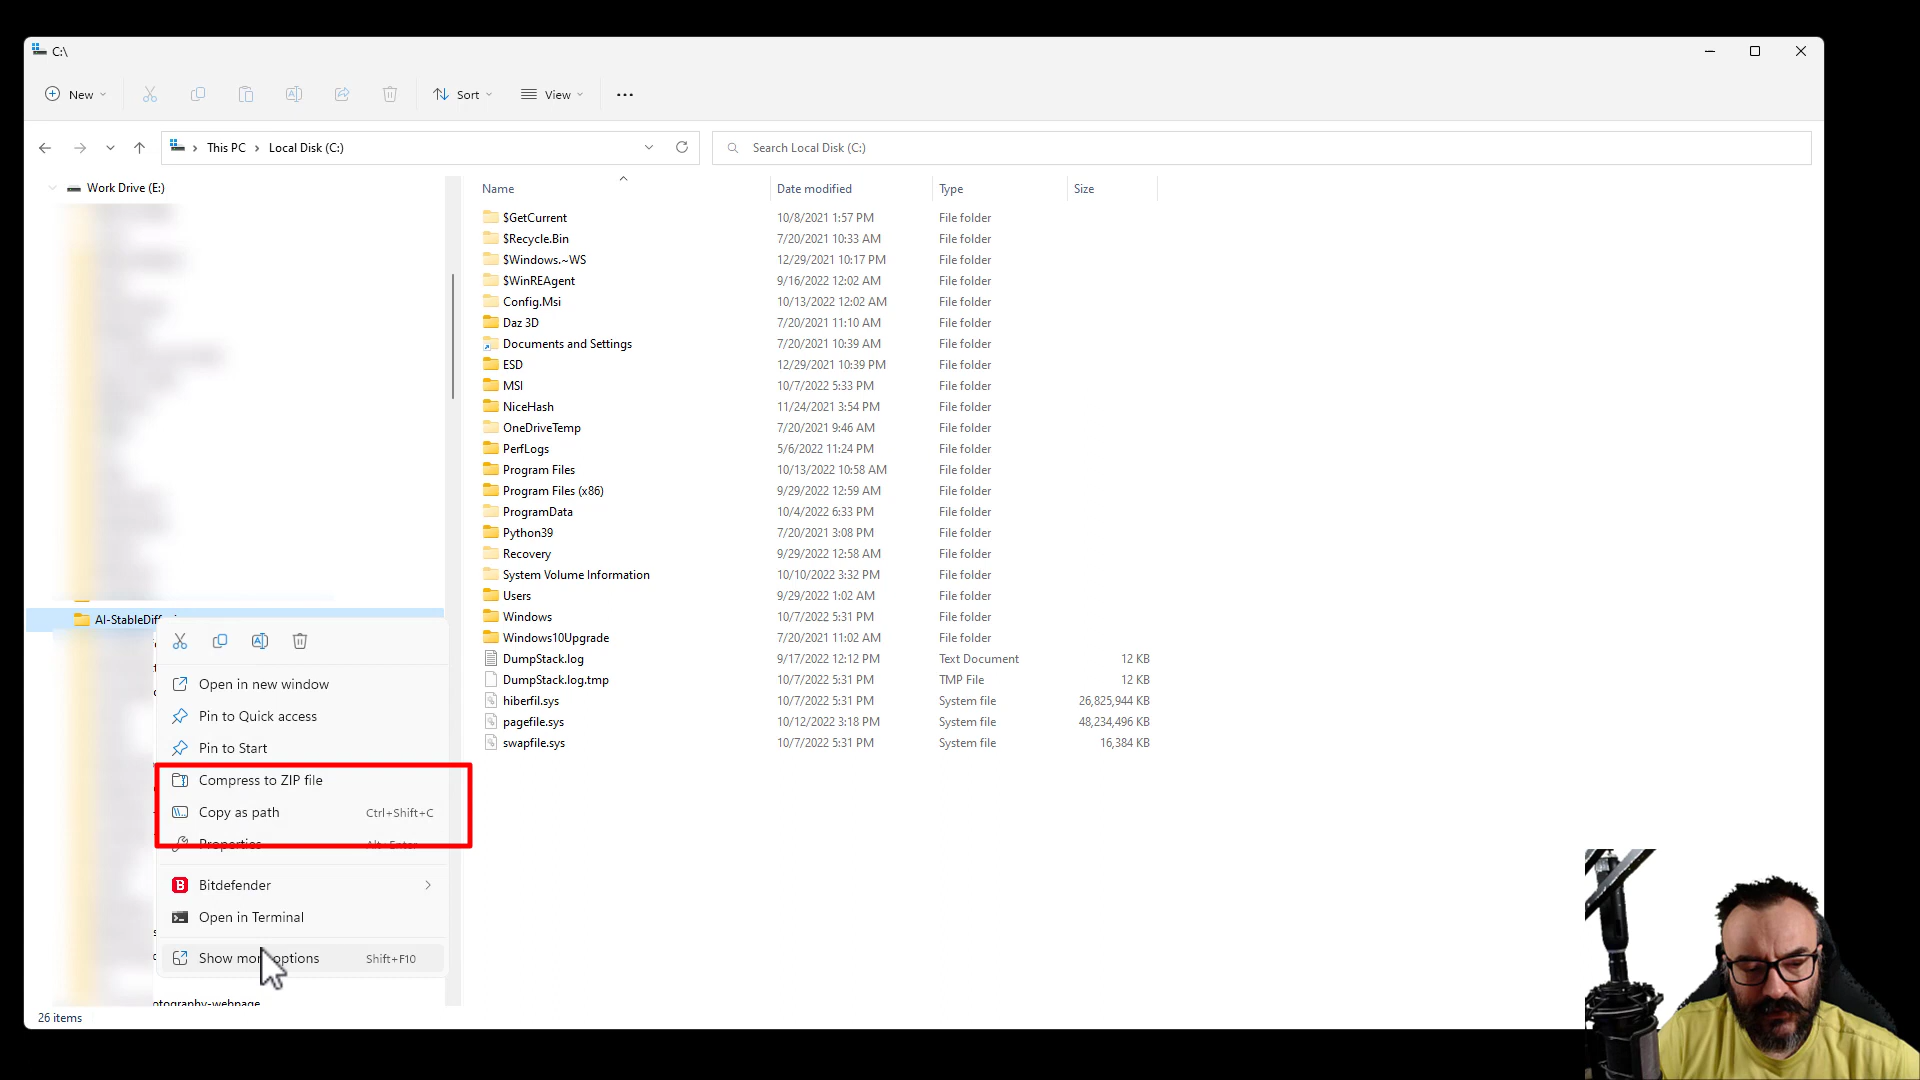 C:\
New
Sort
View
This PC > Local Disk (C:)
Search Local Disk (C:)
Work Drive (E:)
Name Date modified Type Size
$GetCurrent 10/8/2021 1:57 PM File folder
$Recycle.Bin 7/20/2021 10:33 AM File folder
$Windows.~WS 12/29/2021 10:17 PM File folder
$WinREAgent 9/16/2022 12:02 AM File folder
Config.Msi 10/13/2022 12:02 AM File folder
Daz 3D 7/20/2021 11:10 AM File folder
Documents and Settings 7/20/2021 10:39 AM File folder
ESD 12/29/2021 10:39 PM File folder
MSI 10/7/2022 5:33 PM File folder
NiceHash 11/24/2021 3:54 PM File folder
OneDriveTemp 7/20/2021 9:46 AM File folder
PerfLogs 5/6/2022 11:24 PM File folder
Program Files 10/13/2022 10:58 AM File folder
Program Files (x86) 9/29/2022 12:59 AM File folder
ProgramData 10/4/2022 6:33 PM File folder
Python39 7/20/2021 3:08 PM File folder
Recovery 9/29/2022 12:58 AM File folder
System Volume Information 10/10/2022 3:32 PM File folder
Users 9/29/2022 1:02 AM File folder
Windows 10/7/2022 5:31 PM File folder
Windows10Upgrade 7/20/2021 11:02 AM File folder
DumpStack.log 9/17/2022 12:12 PM Text Document 12 KB
DumpStack.log.tmp 10/7/2022 5:31 PM TMP File 12 KB
hiberfil.sys 10/7/2022 5:31 PM System file 26,825,944 KB
pagefile.sys 10/12/2022 3:18 PM System file 48,234,496 KB
swapfile.sys 10/7/2022 5:31 PM System file 16,384 KB
AI-StableDiff
Open in new window
Pin to Quick access
Pin to Start
Compress to ZIP file
Copy as path Ctrl+Shift+C
Properties Alt+Enter
Bitdefender
Open in Terminal
Show more options Shift+F10
otography-webpage
26 items